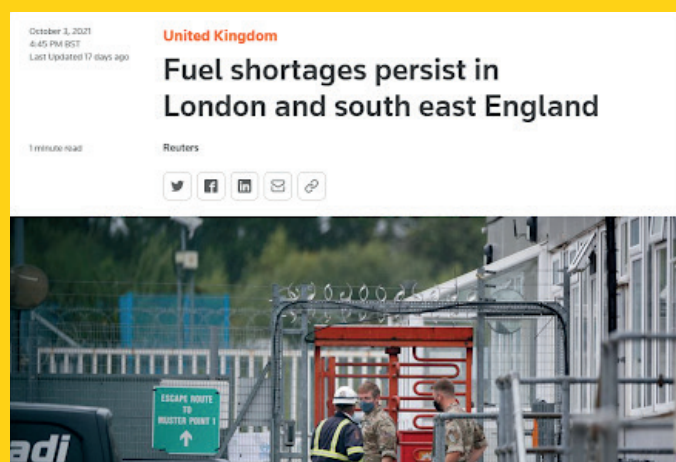 October 3, 2021
4:45 PM BST
Last Updated 17 days ago
United Kingdom
Fuel shortages persist in
London and south east England
1 minute read
Reuters
ESCAPE ROUTE
TO
MUSTER POINT 1
adi